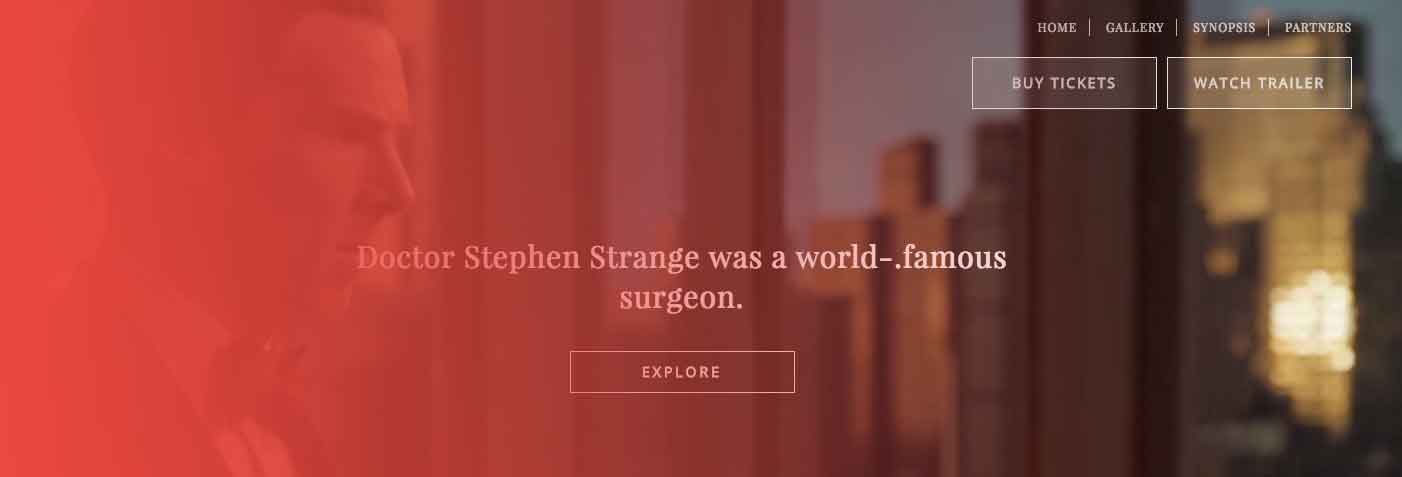 HOME GALLERY SYNOPSIS PARTNERS
BUY TICKETS WATCH TRAILER
Doctor Stephen Strange was a world-.famous
surgeon.
EXPLORE